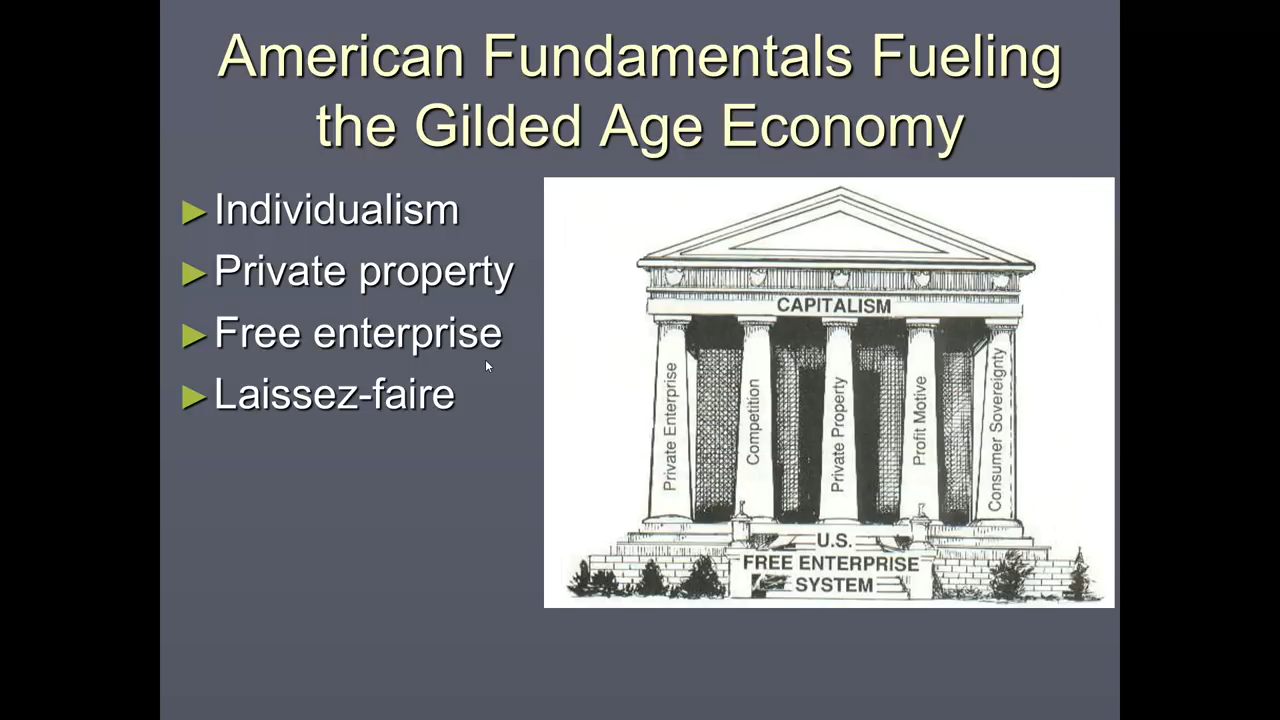 American Fundamentals Fueling
the Gilded Age Economy
Individualism
Private property
Free enterprise
Laissez-faire
CAPITALISM
Private Enterprise
Competition
Private Property
Profit Motive
Consumer Sovereignty
U.S.
FREE ENTERPRISE
SYSTEM